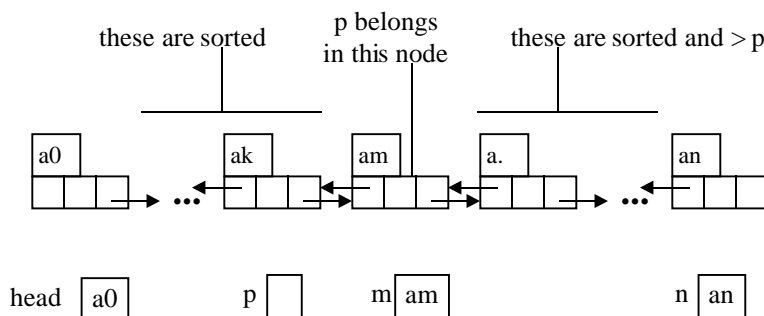 these are sorted
p belongs
in this node
these are sorted and > p
a0
ak
am
a.
an
...
...
head a0
p
m am
n an